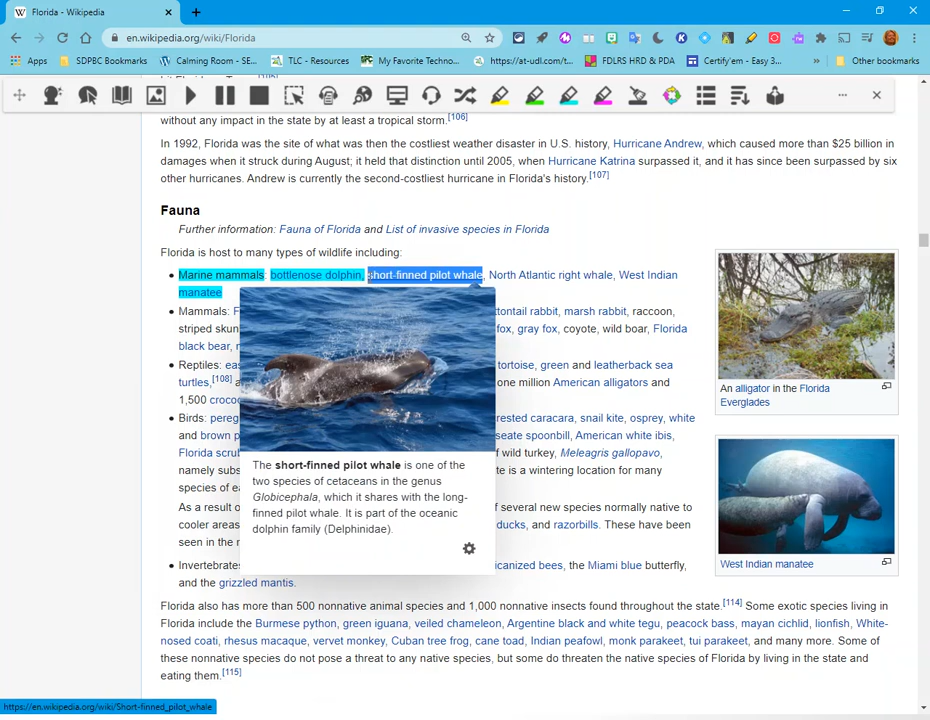 Florida - Wikipedia
en.wikipedia.org/wiki/Florida
Apps SDPBC Bookmarks Calming Room - SE... TLC - Resources My Favorite Techno... https://at-udl.com/t... FDLRS HRD & PDA Certify'em - Easy 3... » Other bookmarks
without any impact in the state by at least a tropical storm.[106]
In 1992, Florida was the site of what was then the costliest weather disaster in U.S. history, Hurricane Andrew, which caused more than $25 billion in
damages when it struck during August; it held that distinction until 2005, when Hurricane Katrina surpassed it, and it has since been surpassed by six
other hurricanes. Andrew is currently the second-costliest hurricane in Florida's history.[107]
Fauna
Further information: Fauna of Florida and List of invasive species in Florida
Florida is host to many types of wildlife including:
• Marine mammals: bottlenose dolphin, short-finned pilot whale, North Atlantic right whale, West Indian
manatee
• Mammals: F ttontail rabbit, marsh rabbit, raccoon,
striped skun fox, gray fox, coyote, wild boar, Florida
black bear,
• Reptiles: eas tortoise, green and leatherback sea
turtles,[108] a one million American alligators and
1,500 croco
• Birds: pereg rested caracara, snail kite, osprey, white
and brown p seate spoonbill, American white ibis,
Florida scru of wild turkey, Meleagris gallopavo,
namely subs te is a wintering location for many
species of ea
As a result o of several new species normally native to
cooler areas ducks, and razorbills. These have been
seen in the
• Invertebrates icanized bees, the Miami blue butterfly,
and the grizzled mantis.
The short-finned pilot whale is one of the
two species of cetaceans in the genus
Globicephala, which it shares with the long-
finned pilot whale. It is part of the oceanic
dolphin family (Delphinidae).
An alligator in the Florida
Everglades
West Indian manatee
Florida also has more than 500 nonnative animal species and 1,000 nonnative insects found throughout the state.[114] Some exotic species living in
Florida include the Burmese python, green iguana, veiled chameleon, Argentine black and white tegu, peacock bass, mayan cichlid, lionfish, White-
nosed coati, rhesus macaque, vervet monkey, Cuban tree frog, cane toad, Indian peafowl, monk parakeet, tui parakeet, and many more. Some of
these nonnative species do not pose a threat to any native species, but some do threaten the native species of Florida by living in the state and
eating them.[115]
https://en.wikipedia.org/wiki/Short-finned_pilot_whale